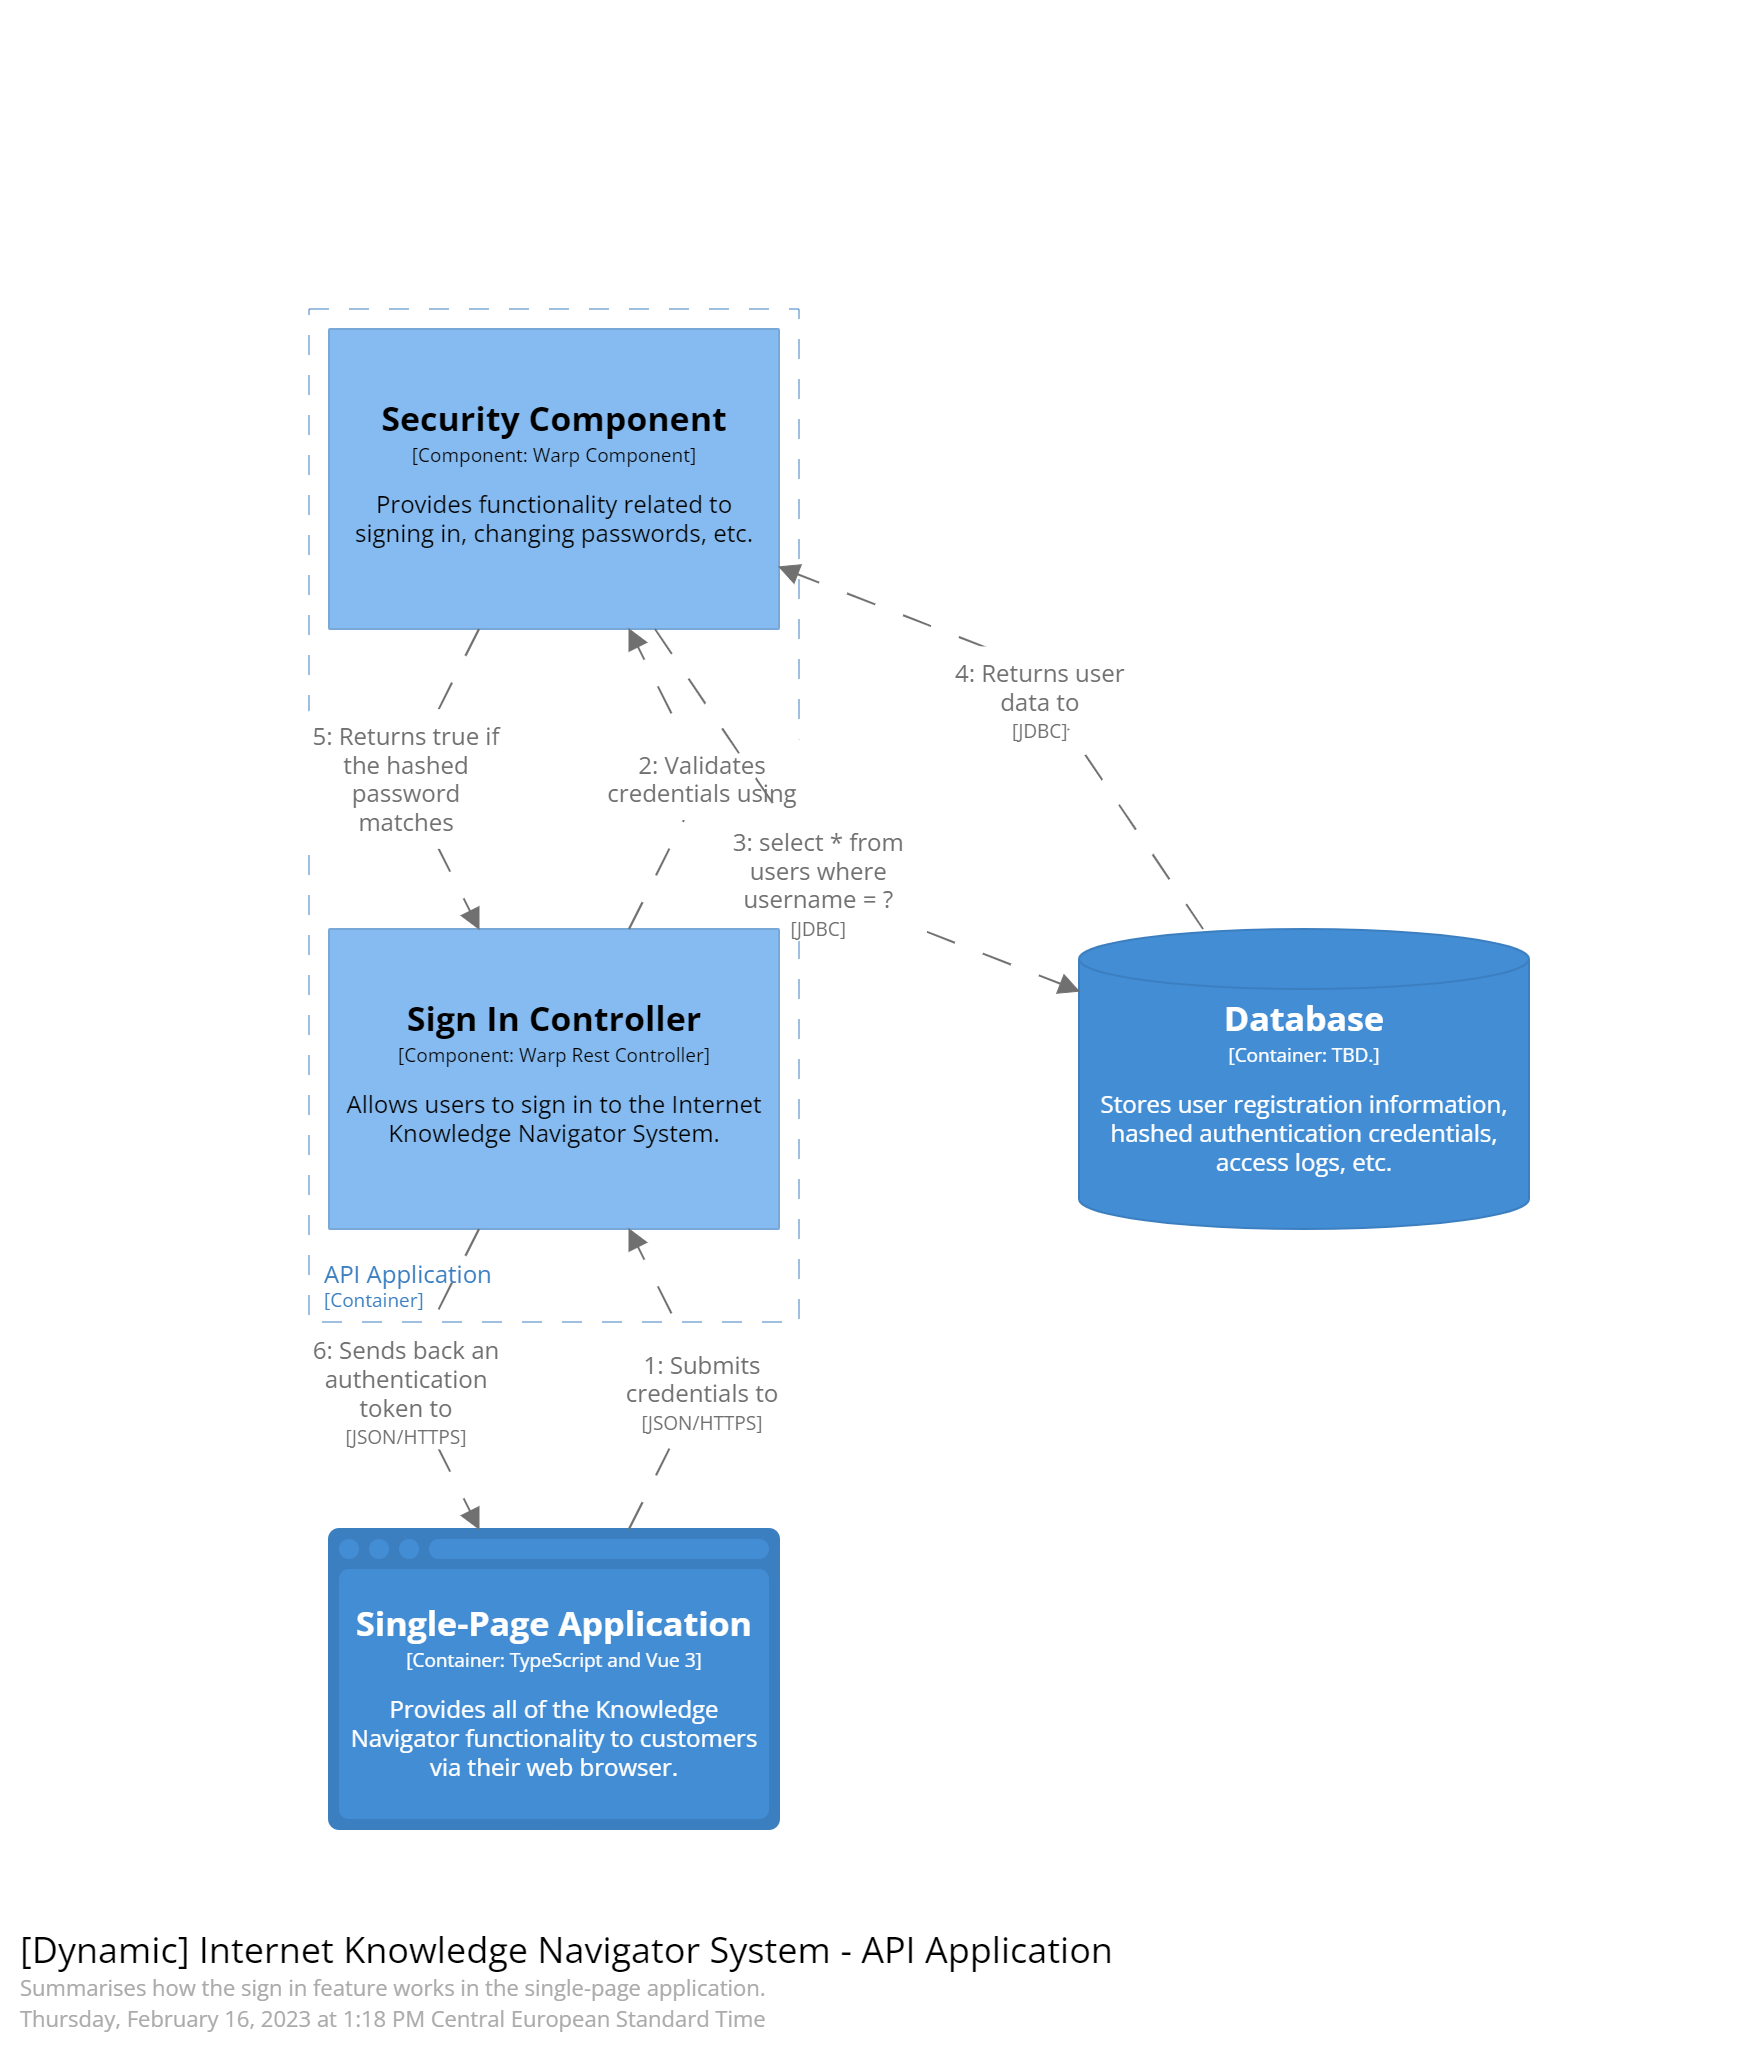 Security Component
[Component: Warp Component]
Provides functionality related to
signing in, changing passwords, etc.
4: Returns user
data to
[JDBC]
5: Returns true if
the hashed
password
matches
2: Validates
credentials using
3: select * from
users where
username = ?
[JDBC]
Sign In Controller
[Component: Warp Rest Controller]
Allows users to sign in to the Internet
Knowledge Navigator System.
Database
[Container: TBD.]
Stores user registration information,
hashed authentication credentials,
access logs, etc.
API Application
[Container]
6: Sends back an
authentication
token to
[JSON/HTTPS]
1: Submits
credentials to
[JSON/HTTPS]
Single-Page Application
[Container: TypeScript and Vue 3]
Provides all of the Knowledge
Navigator functionality to customers
via their web browser.
[Dynamic] Internet Knowledge Navigator System - API Application
Summarises how the sign in feature works in the single-page application.
Thursday, February 16, 2023 at 1:18 PM Central European Standard Time